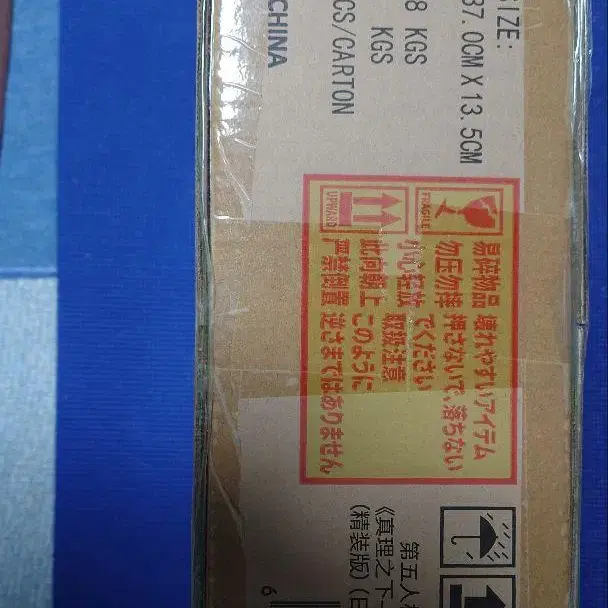 SIZE:
37.0CM X 13.5CM
8 KGS
KGS
CS/CARTON
CHINA
FRAGILE
UPWARD
易碎物品 壊れやすいアイテム
勿压勿摔 押さないで、落ちない
でください
小心轻放 取扱注意
此向朝上 このように
严禁倒置 逆さまではありません
第五人
《真理之下
(精装版)
6